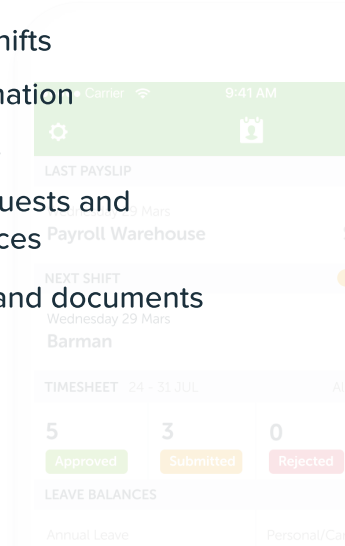 hifts
nation
Carrier 9:41 AM
LAST PAYSLIP
uests and
Wednesday 29 Mars
Payroll Warehouse
ces
NEXT SHIFT
and documents
Wednesday 29 Mars
Barman
TIMESHEET 24 - 31 JUL
5 3 0
Approved Submitted Rejected
LEAVE BALANCES
Annual Leave Personal/Car